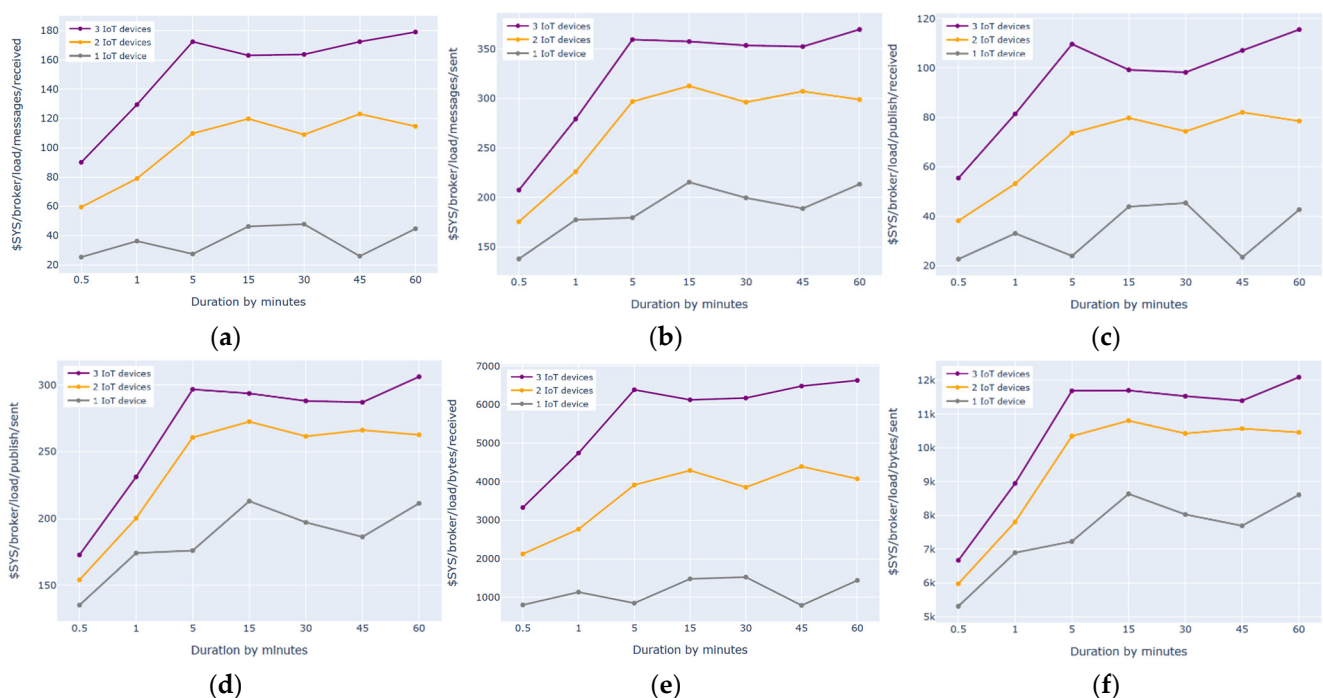 $SYS/broker/load/messages/received
3 IoT devices
2 IoT devices
1 IoT device
180
160
140
120
100
80
60
40
20
0.5 1 5 15 30 45 60
Duration by minutes
(a)
$SYS/broker/load/messages/sent
3 IoT devices
2 IoT devices
1 IoT device
350
300
250
200
150
0.5 1 5 15 30 45 60
Duration by minutes
(b)
$SYS/broker/load/publish/received
3 IoT devices
2 IoT devices
1 IoT device
120
100
80
60
40
20
0.5 1 5 15 30 45 60
Duration by minutes
(c)
$SYS/broker/load/publish/sent
3 IoT devices
2 IoT devices
1 IoT device
300
250
200
150
0.5 1 5 15 30 45 60
Duration by minutes
(d)
$SYS/broker/load/bytes/received
3 IoT devices
2 IoT devices
1 IoT device
7000
6000
5000
4000
3000
2000
1000
0.5 1 5 15 30 45 60
Duration by minutes
(e)
$SYS/broker/load/bytes/sent
3 IoT devices
2 IoT devices
1 IoT device
12k
11k
10k
9k
8k
7k
6k
5k
0.5 1 5 15 30 45 60
Duration by minutes
(f)